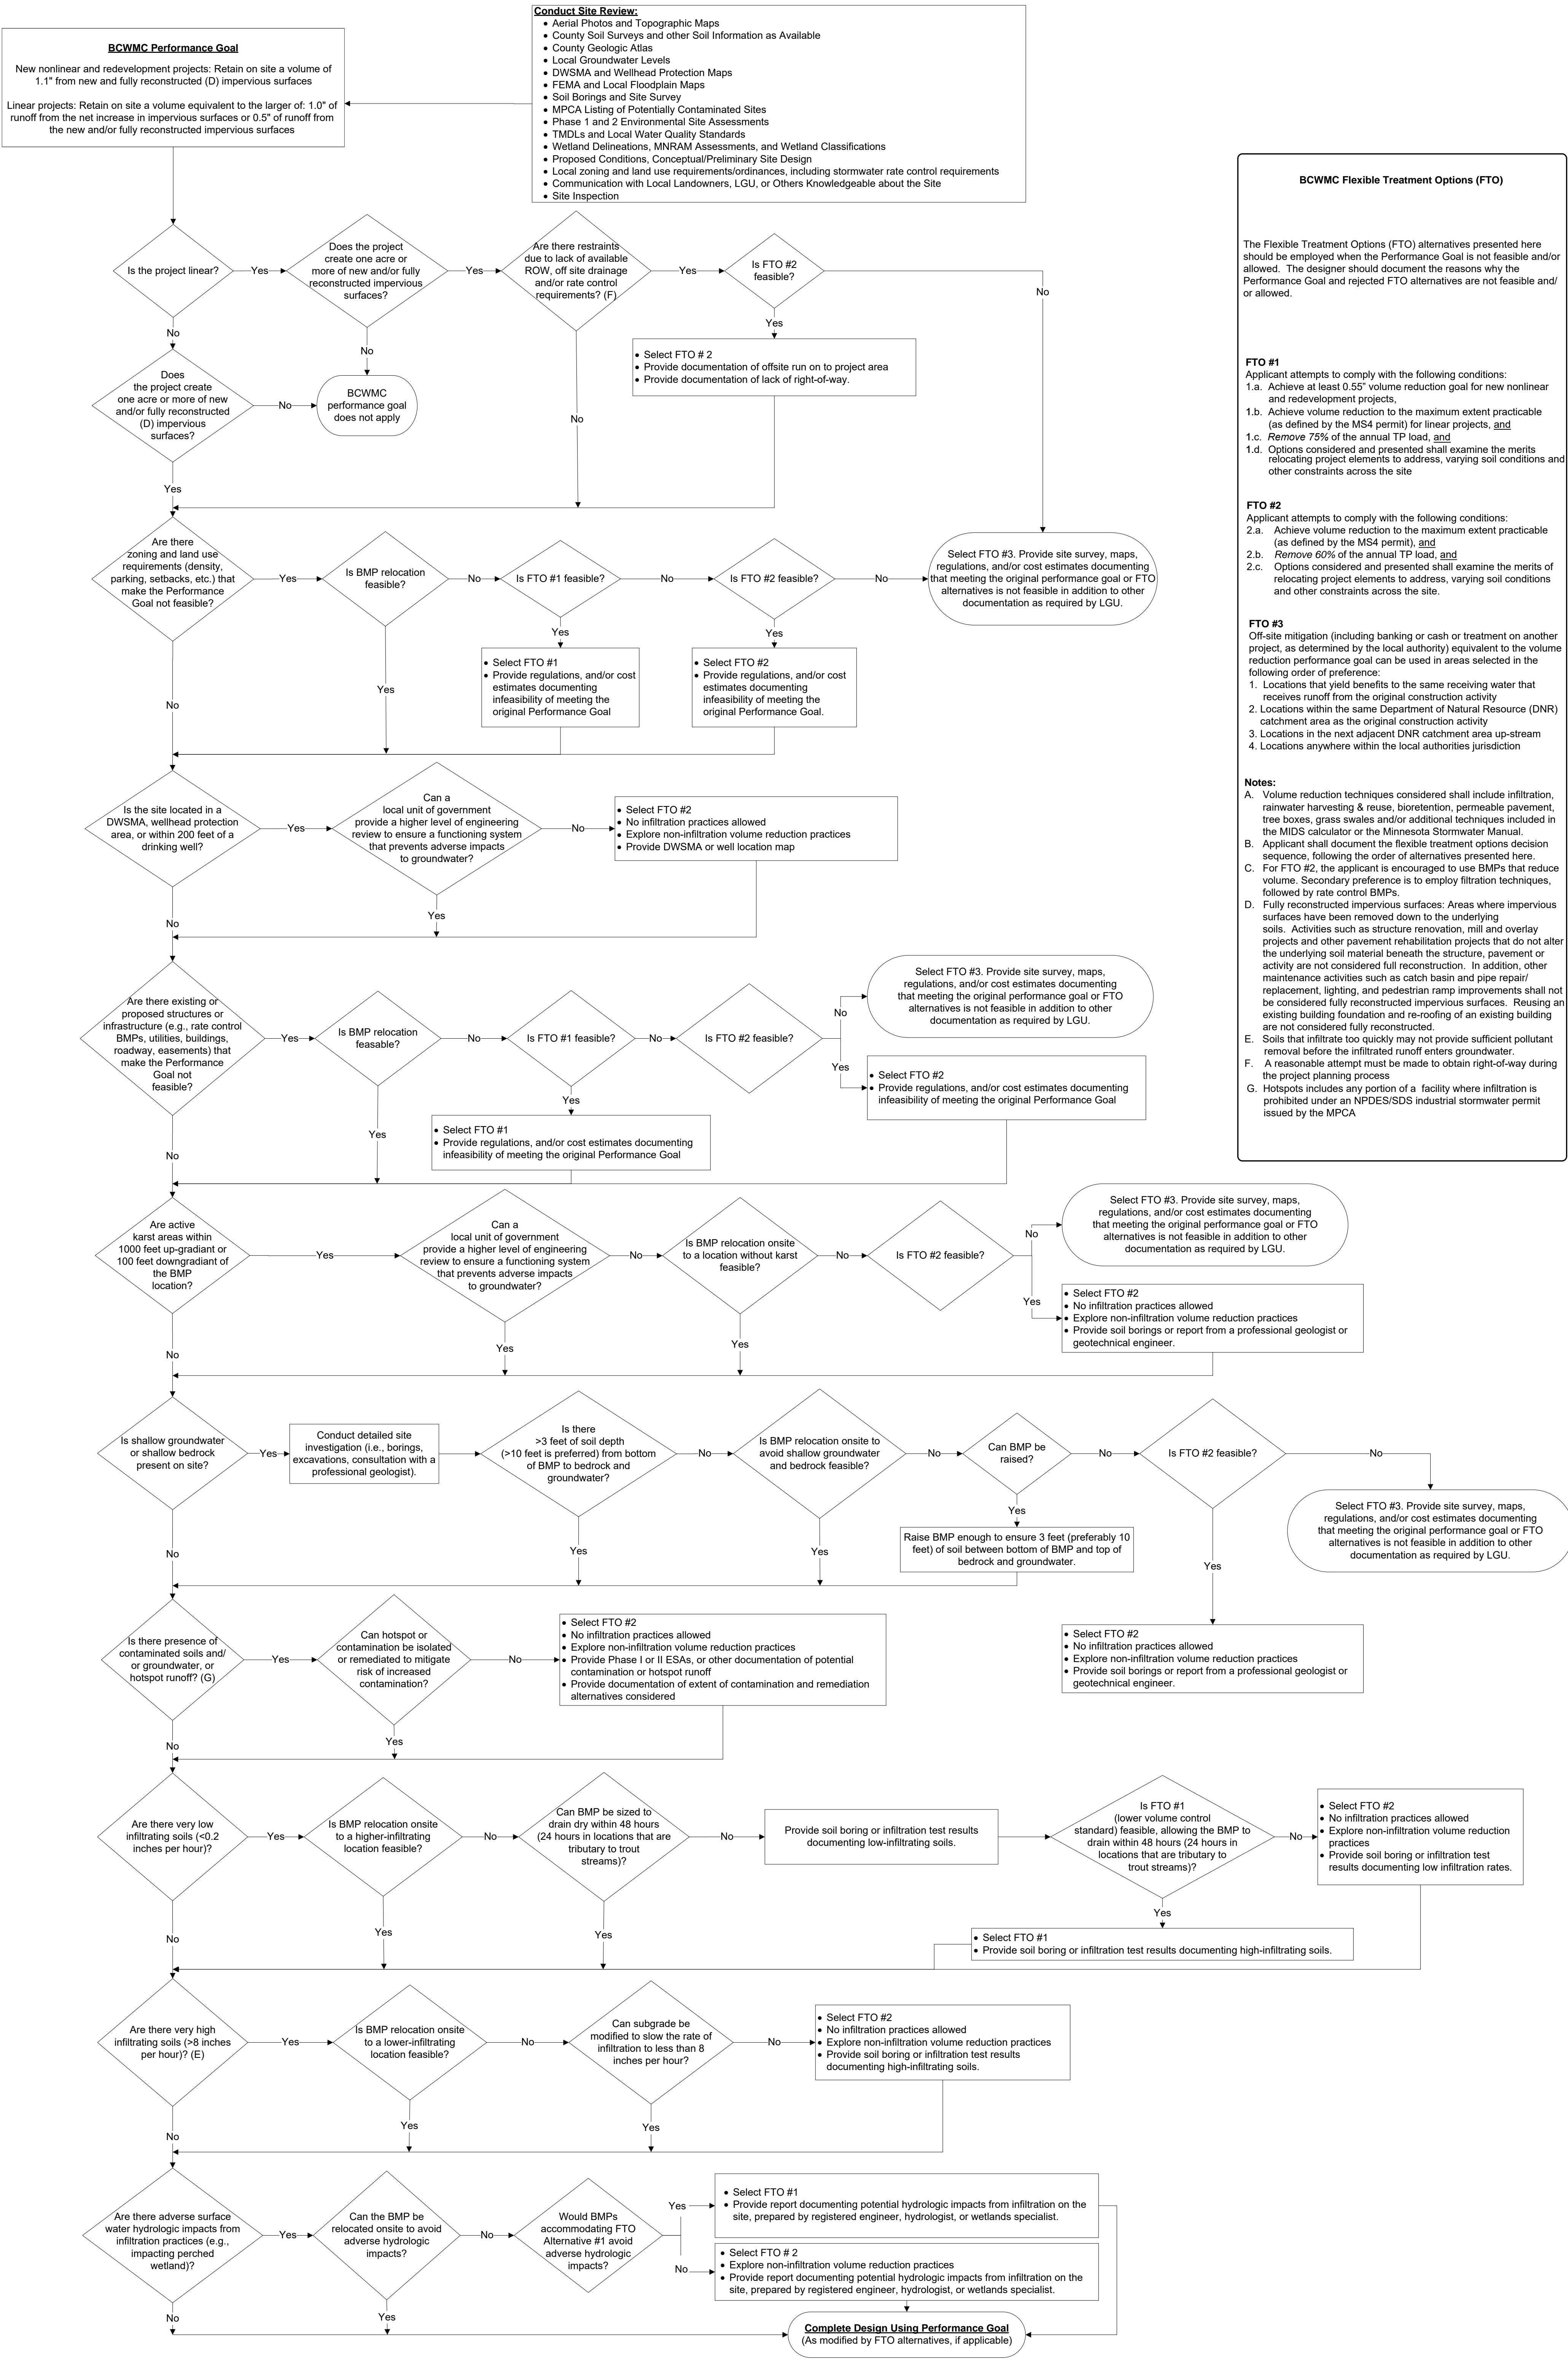 Conduct Site Review:
• Aerial Photos and Topographic Maps
• County Soil Surveys and other Soil Information as Available
• County Geologic Atlas
• Local Groundwater Levels
• DWSMA and Wellhead Protection Maps
• FEMA and Local Floodplain Maps
• Soil Borings and Site Survey
• MPCA Listing of Potentially Contaminated Sites
• Phase 1 and 2 Environmental Site Assessments
• TMDLs and Local Water Quality Standards
• Wetland Delineations, MNRAM Assessments, and Wetland Classifications
• Proposed Conditions, Conceptual/Preliminary Site Design
• Local zoning and land use requirements/ordinances, including stormwater rate control requirements
• Communication with Local Landowners, LGU, or Others Knowledgeable about the Site
• Site Inspection
BCWMC Performance Goal
New nonlinear and redevelopment projects: Retain on site a volume of
1.1" from new and fully reconstructed (D) impervious surfaces
Linear projects: Retain on site a volume equivalent to the larger of: 1.0" of
runoff from the net increase in impervious surfaces or 0.5" of runoff from
the new and/or fully reconstructed impervious surfaces
Is the project linear?
Yes
Does the project
create one acre or
more of new and/or fully
reconstructed impervious
surfaces?
Yes
Are there restraints
due to lack of available
ROW, off site drainage
and/or rate control
requirements? (F)
Yes
Is FTO #2
feasible?
No
Yes
No
No
No
• Select FTO # 2
• Provide documentation of offsite run on to project area
• Provide documentation of lack of right-of-way.
Does
the project create
one acre or more of new
and/or fully reconstructed
(D) impervious
surfaces?
No
BCWMC
performance goal
does not apply
Yes
Are there
zoning and land use
requirements (density,
parking, setbacks, etc.) that
make the Performance
Goal not feasible?
Yes
Is BMP relocation
feasible?
No
Is FTO #1 feasible?
No
Is FTO #2 feasible?
No
Select FTO #3. Provide site survey, maps,
regulations, and/or cost estimates documenting
that meeting the original performance goal or FTO
alternatives is not feasible in addition to other
documentation as required by LGU.
Yes
Yes
• Select FTO #1
• Provide regulations, and/or cost
estimates documenting
infeasibility of meeting the
original Performance Goal
• Select FTO #2
• Provide regulations, and/or cost
estimates documenting
infeasibility of meeting the
original Performance Goal.
Yes
No
Is the site located in a
DWSMA, wellhead protection
area, or within 200 feet of a
drinking well?
Yes
Can a
local unit of government
provide a higher level of engineering
review to ensure a functioning system
that prevents adverse impacts
to groundwater?
No
• Select FTO #2
• No infiltration practices allowed
• Explore non-infiltration volume reduction practices
• Provide DWSMA or well location map
Yes
No
Are there existing or
proposed structures or
infrastructure (e.g., rate control
BMPs, utilities, buildings,
roadway, easements) that
make the Performance
Goal not
feasible?
Yes
Is BMP relocation
feasable?
No
Is FTO #1 feasible?
No
Is FTO #2 feasible?
No
Select FTO #3. Provide site survey, maps,
regulations, and/or cost estimates documenting
that meeting the original performance goal or FTO
alternatives is not feasible in addition to other
documentation as required by LGU.
Yes
• Select FTO #2
• Provide regulations, and/or cost estimates documenting
infeasibility of meeting the original Performance Goal
Yes
• Select FTO #1
• Provide regulations, and/or cost estimates documenting
infeasibility of meeting the original Performance Goal
Yes
No
Are active
karst areas within
1000 feet up-gradiant or
100 feet downgradiant of
the BMP
location?
Yes
Can a
local unit of government
provide a higher level of engineering
review to ensure a functioning system
that prevents adverse impacts
to groundwater?
No
Is BMP relocation onsite
to a location without karst
feasible?
No
Is FTO #2 feasible?
No
Select FTO #3. Provide site survey, maps,
regulations, and/or cost estimates documenting
that meeting the original performance goal or FTO
alternatives is not feasible in addition to other
documentation as required by LGU.
Yes
• Select FTO #2
• No infiltration practices allowed
• Explore non-infiltration volume reduction practices
• Provide soil borings or report from a professional geologist or
geotechnical engineer.
Yes
Yes
No
Is shallow groundwater
or shallow bedrock
present on site?
Yes
Conduct detailed site
investigation (i.e., borings,
excavations, consultation with a
professional geologist).
Is there
>3 feet of soil depth
(>10 feet is preferred) from bottom
of BMP to bedrock and
groundwater?
No
Is BMP relocation onsite to
avoid shallow groundwater
and bedrock feasible?
No
Can BMP be
raised?
No
Is FTO #2 feasible?
No
Select FTO #3. Provide site survey, maps,
regulations, and/or cost estimates documenting
that meeting the original performance goal or FTO
alternatives is not feasible in addition to other
documentation as required by LGU.
Yes
Raise BMP enough to ensure 3 feet (preferably 10
feet) of soil between bottom of BMP and top of
bedrock and groundwater.
Yes
Yes
No
Yes
• Select FTO #2
• No infiltration practices allowed
• Explore non-infiltration volume reduction practices
• Provide soil borings or report from a professional geologist or
geotechnical engineer.
Is there presence of
contaminated soils and/
or groundwater, or
hotspot runoff? (G)
Yes
Can hotspot or
contamination be isolated
or remediated to mitigate
risk of increased
contamination?
No
• Select FTO #2
• No infiltration practices allowed
• Explore non-infiltration volume reduction practices
• Provide Phase I or II ESAs, or other documentation of potential
contamination or hotspot runoff
• Provide documentation of extent of contamination and remediation
alternatives considered
Yes
No
Are there very low
infiltrating soils (<0.2
inches per hour)?
Yes
Is BMP relocation onsite
to a higher-infiltrating
location feasible?
No
Can BMP be sized to
drain dry within 48 hours
(24 hours in locations that are
tributary to trout
streams)?
No
Provide soil boring or infiltration test results
documenting low-infiltrating soils.
Is FTO #1
(lower volume control
standard) feasible, allowing the BMP to
drain within 48 hours (24 hours in
locations that are tributary to
trout streams)?
No
• Select FTO #2
• No infiltration practices allowed
• Explore non-infiltration volume reduction
practices
• Provide soil boring or infiltration test
results documenting low infiltration rates.
Yes
• Select FTO #1
• Provide soil boring or infiltration test results documenting high-infiltrating soils.
Yes
Yes
No
Are there very high
infiltrating soils (>8 inches
per hour)? (E)
Yes
Is BMP relocation onsite
to a lower-infiltrating
location feasible?
No
Can subgrade be
modified to slow the rate of
infiltration to less than 8
inches per hour?
No
• Select FTO #2
• No infiltration practices allowed
• Explore non-infiltration volume reduction practices
• Provide soil boring or infiltration test results
documenting high-infiltrating soils.
Yes
Yes
No
Are there adverse surface
water hydrologic impacts from
infiltration practices (e.g.,
impacting perched
wetland)?
Yes
Can the BMP be
relocated onsite to avoid
adverse hydrologic
impacts?
No
Would BMPs
accommodating FTO
Alternative #1 avoid
adverse hydrologic
impacts?
Yes
• Select FTO #1
• Provide report documenting potential hydrologic impacts from infiltration on the
site, prepared by registered engineer, hydrologist, or wetlands specialist.
No
• Select FTO # 2
• Explore non-infiltration volume reduction practices
• Provide report documenting potential hydrologic impacts from infiltration on the
site, prepared by registered engineer, hydrologist, or wetlands specialist.
No
Yes
Complete Design Using Performance Goal
(As modified by FTO alternatives, if applicable)
BCWMC Flexible Treatment Options (FTO)
The Flexible Treatment Options (FTO) alternatives presented here
should be employed when the Performance Goal is not feasible and/or
allowed. The designer should document the reasons why the
Performance Goal and rejected FTO alternatives are not feasible and/
or allowed.
FTO #1
Applicant attempts to comply with the following conditions:
1.a. Achieve at least 0.55” volume reduction goal for new nonlinear
and redevelopment projects,
1.b. Achieve volume reduction to the maximum extent practicable
(as defined by the MS4 permit) for linear projects, and
1.c. Remove 75% of the annual TP load, and
1.d. Options considered and presented shall examine the merits
relocating project elements to address, varying soil conditions and
other constraints across the site
FTO #2
Applicant attempts to comply with the following conditions:
2.a. Achieve volume reduction to the maximum extent practicable
(as defined by the MS4 permit), and
2.b. Remove 60% of the annual TP load, and
2.c. Options considered and presented shall examine the merits of
relocating project elements to address, varying soil conditions
and other constraints across the site.
FTO #3
Off-site mitigation (including banking or cash or treatment on another
project, as determined by the local authority) equivalent to the volume
reduction performance goal can be used in areas selected in the
following order of preference:
1. Locations that yield benefits to the same receiving water that
receives runoff from the original construction activity
2. Locations within the same Department of Natural Resource (DNR)
catchment area as the original construction activity
3. Locations in the next adjacent DNR catchment area up-stream
4. Locations anywhere within the local authorities jurisdiction
Notes:
A. Volume reduction techniques considered shall include infiltration,
rainwater harvesting & reuse, bioretention, permeable pavement,
tree boxes, grass swales and/or additional techniques included in
the MIDS calculator or the Minnesota Stormwater Manual.
B. Applicant shall document the flexible treatment options decision
sequence, following the order of alternatives presented here.
C. For FTO #2, the applicant is encouraged to use BMPs that reduce
volume. Secondary preference is to employ filtration techniques,
followed by rate control BMPs.
D. Fully reconstructed impervious surfaces: Areas where impervious
surfaces have been removed down to the underlying
soils. Activities such as structure renovation, mill and overlay
projects and other pavement rehabilitation projects that do not alter
the underlying soil material beneath the structure, pavement or
activity are not considered full reconstruction. In addition, other
maintenance activities such as catch basin and pipe repair/
replacement, lighting, and pedestrian ramp improvements shall not
be considered fully reconstructed impervious surfaces. Reusing an
existing building foundation and re-roofing of an existing building
are not considered fully reconstructed.
E. Soils that infiltrate too quickly may not provide sufficient pollutant
removal before the infiltrated runoff enters groundwater.
F. A reasonable attempt must be made to obtain right-of-way during
the project planning process
G. Hotspots includes any portion of a facility where infiltration is
prohibited under an NPDES/SDS industrial stormwater permit
issued by the MPCA